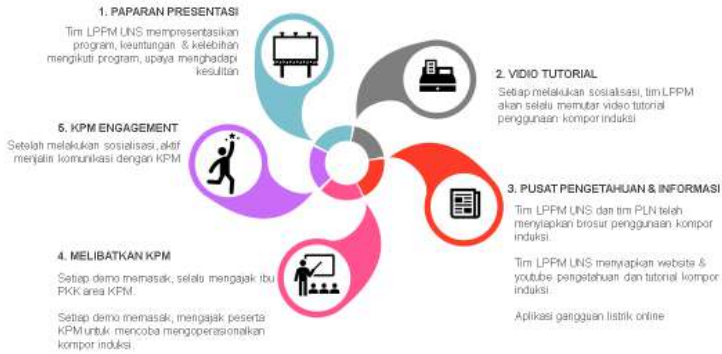 1. PAPARAN PRESENTASI
Tim LPPM UNS mempresentasikan
program, keuntungan & kelebihan
mengikuti program, upaya menghadapi
kesulitan
2. VIDIO TUTORIAL
Setiap melakukan sosialisasi, tim LPPM
akan selalu memutar video tutorial
penggunaan kompor induksi
3. PUSAT PENGETAHUAN & INFORMASI
Tim LPPM UNS dan tim PLN telah
menyiapkan brosur penggunaan kompor
induksi.
Tim LPPM UNS menyiapkan website &
youtube pengetahuan dan tutorial kompor
induksi
Aplikasi gangguan listrik online
4. MELIBATKAN KPM
Setiap demo memasak, selalu mengajak ibu
PKK area KPM.
Setiap demo memasak, mengajak peserta
KPM untuk mencoba mengoperasionalkan
kompor induksi.
5. KPM ENGAGEMENT
Setelah melakukan sosialisasi, aktif
menjalin komunikasi dengan KPM